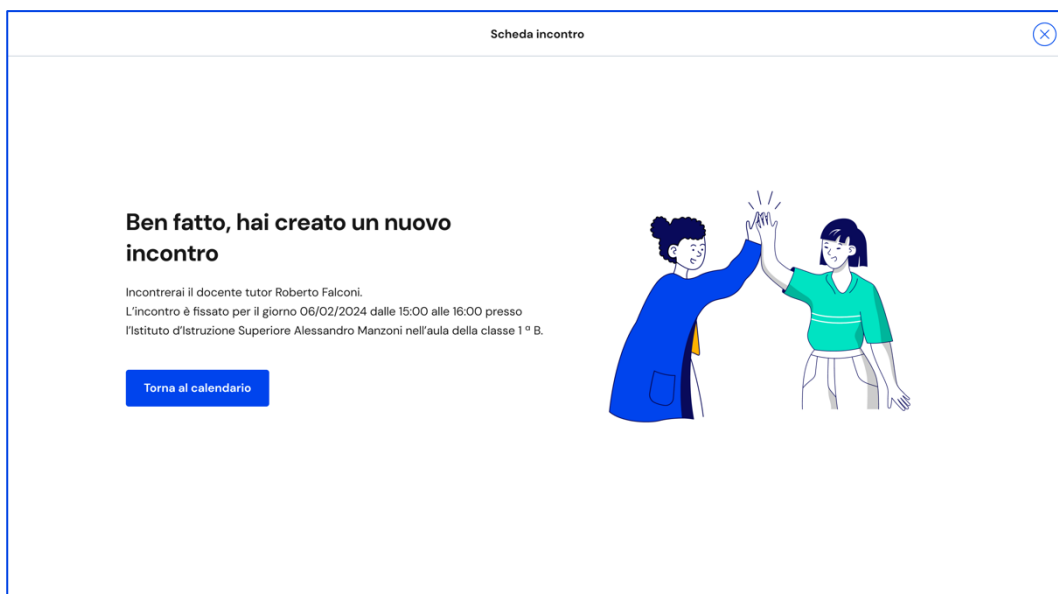 Scheda incontro
Ben fatto, hai creato un nuovo
incontro
Incontrerai il docente tutor Roberto Falconi.
L'incontro è fissato per il giorno 06/02/2024 dalle 15:00 alle 16:00 presso
l'Istituto d'Istruzione Superiore Alessandro Manzoni nell'aula della classe 1 ª B.
Torna al calendario